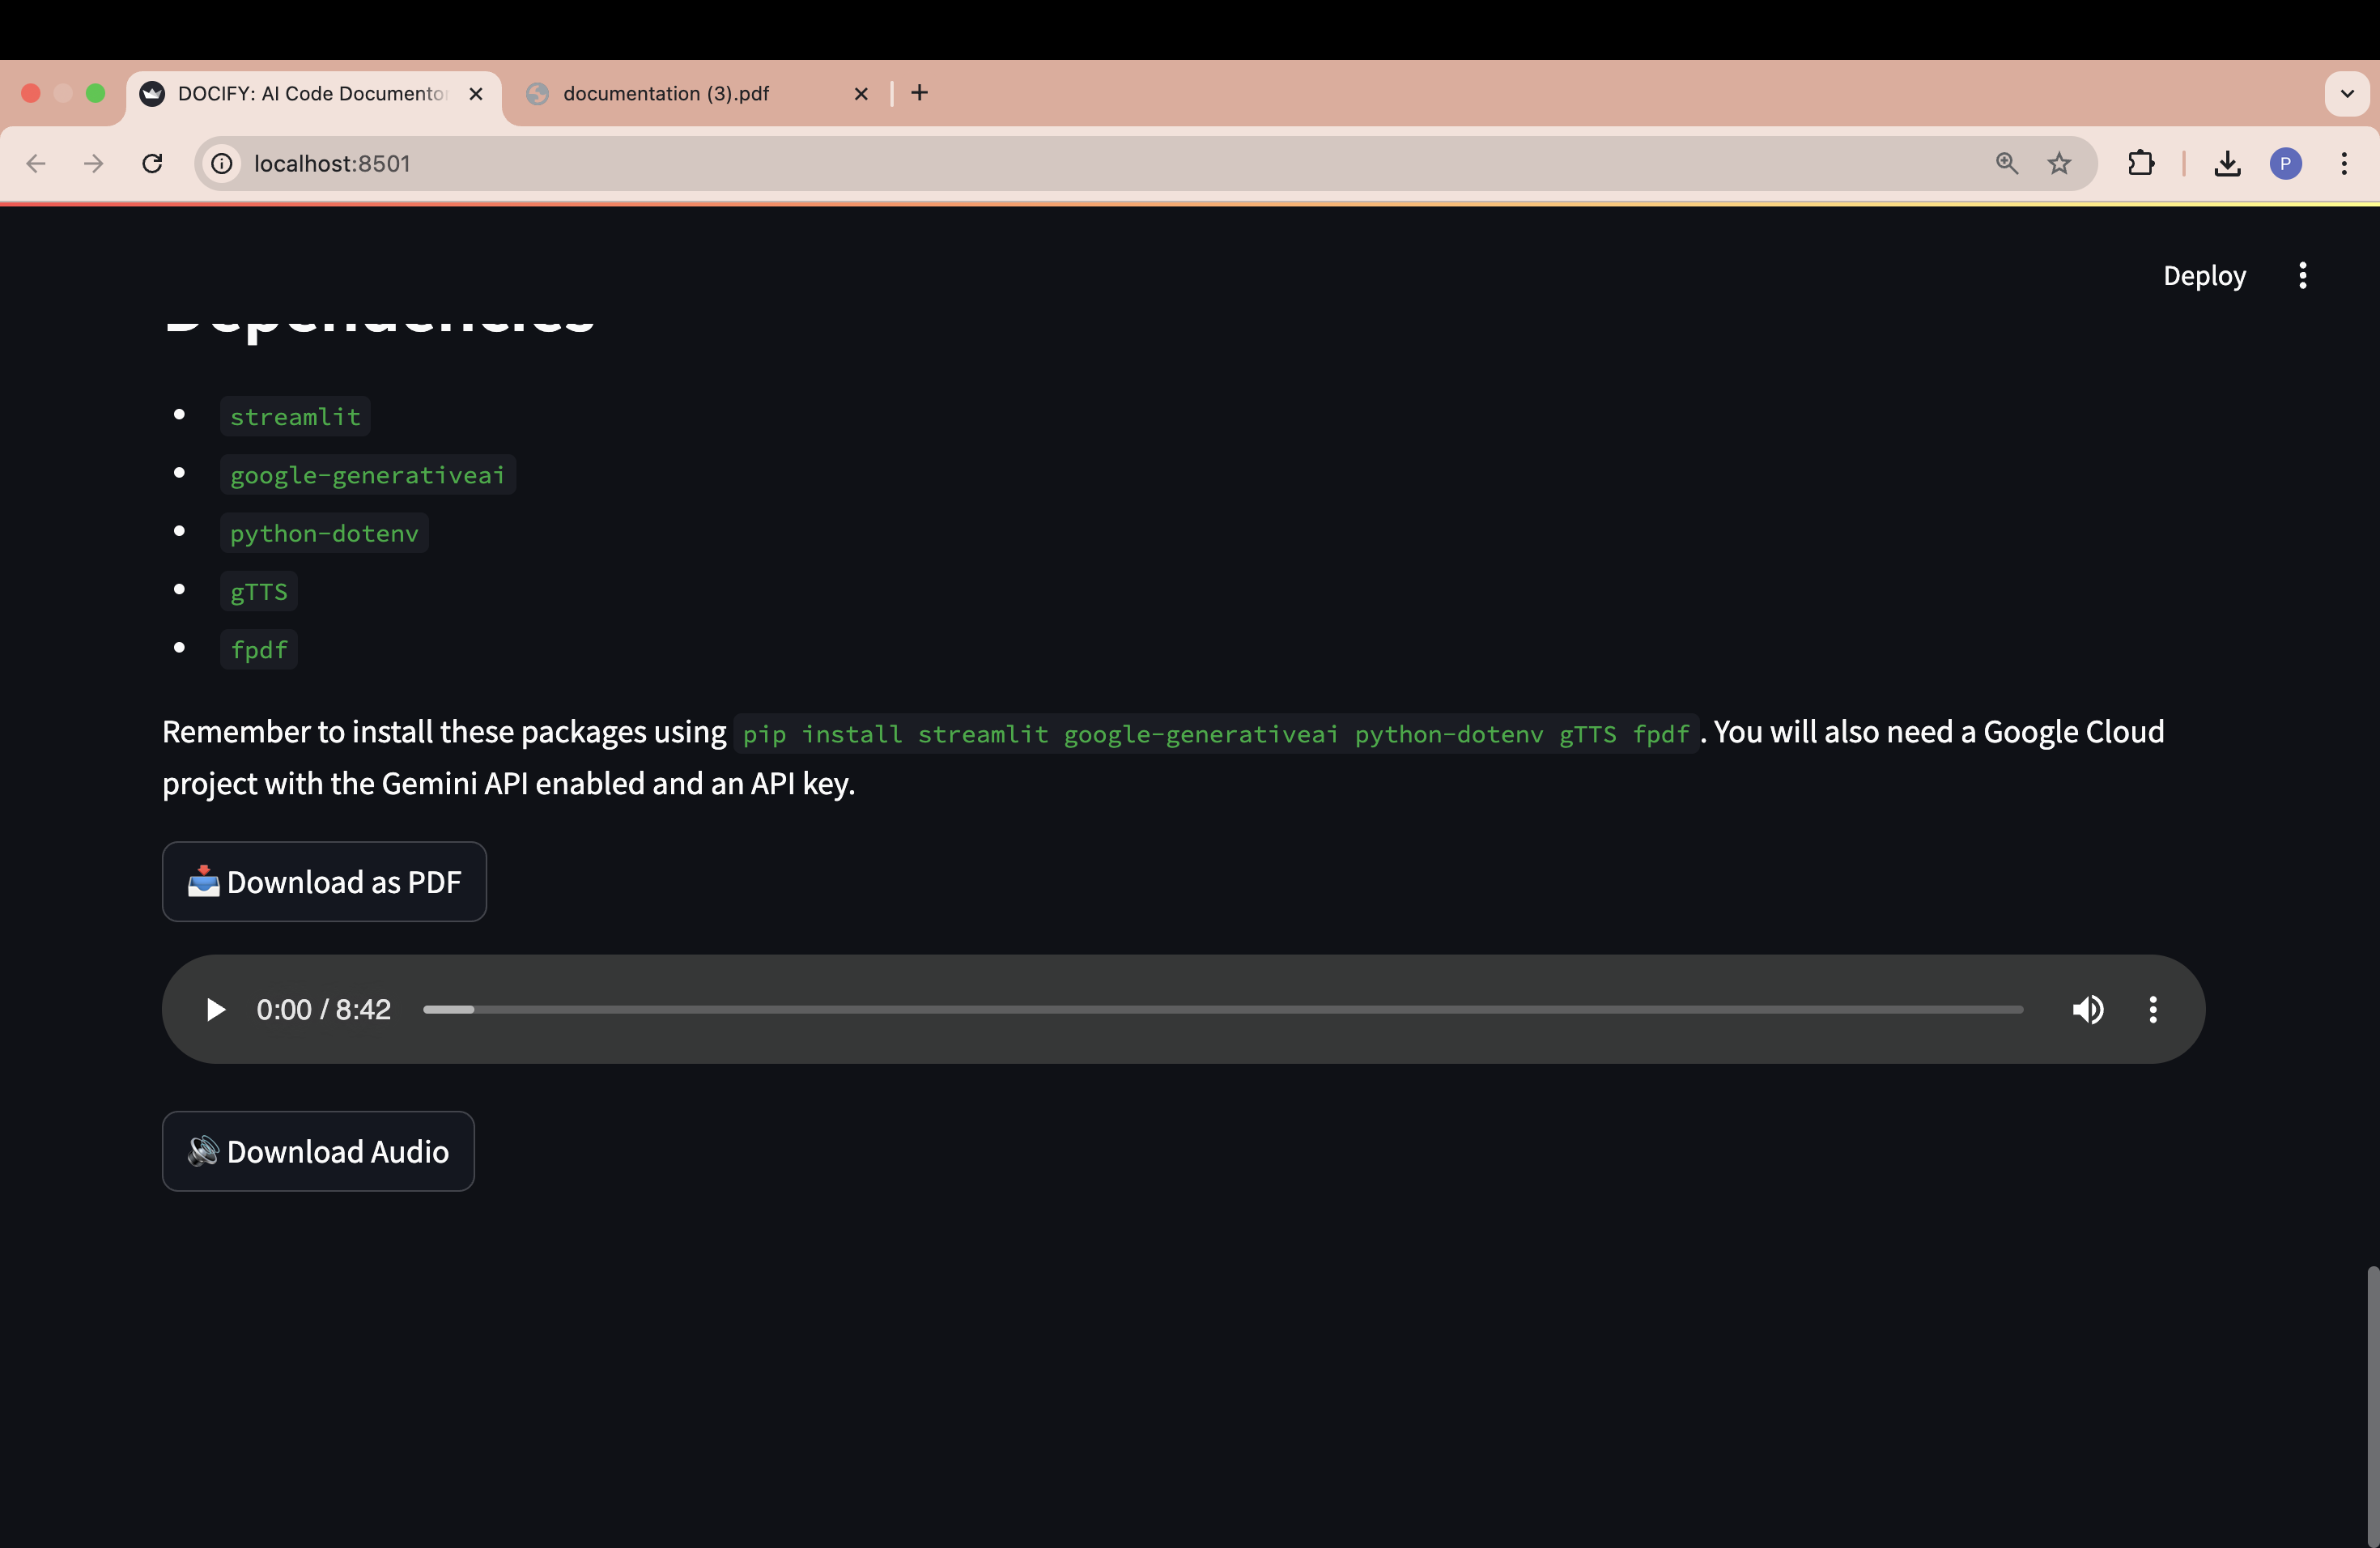 DOCIFY: AI Code Documento
documentation (3).pdf
localhost:8501
P
Deploy
Dependencies
streamlit
google-generativeai
python-dotenv
gTTS
fpdf
Remember to install these packages using pip install streamlit google-generativeai python-dotenv gTTS fpdf. You will also need a Google Cloud
project with the Gemini API enabled and an API key.
Download as PDF
0:00 / 8:42
Download Audio